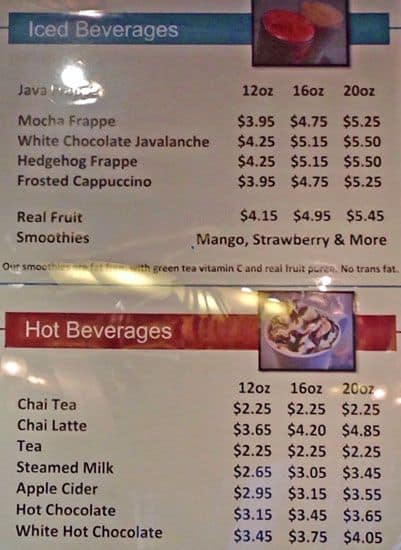 Iced Beverages
Java 12oz 16oz 20oz
Mocha Frappe $3.95 $4.75 $5.25
White Chocolate Javalanche $4.25 $5.15 $5.50
Hedgehog Frappe $4.25 $5.15 $5.50
Frosted Cappuccino $3.95 $4.75 $5.25
Real Fruit $4.15 $4.95 $5.45
Smoothies Mango, Strawberry & More
Our smoothies are fat free, with green tea vitamin C and real fruit puree. No trans fat.
Hot Beverages
12oz 16oz 20oz
Chai Tea $2.25 $2.25 $2.25
Chai Latte $3.65 $4.20 $4.85
Tea $2.25 $2.25 $2.25
Steamed Milk $2.65 $3.05 $3.45
Apple Cider $2.95 $3.15 $3.55
Hot Chocolate $3.15 $3.45 $3.65
White Hot Chocolate $3.45 $3.75 $4.05